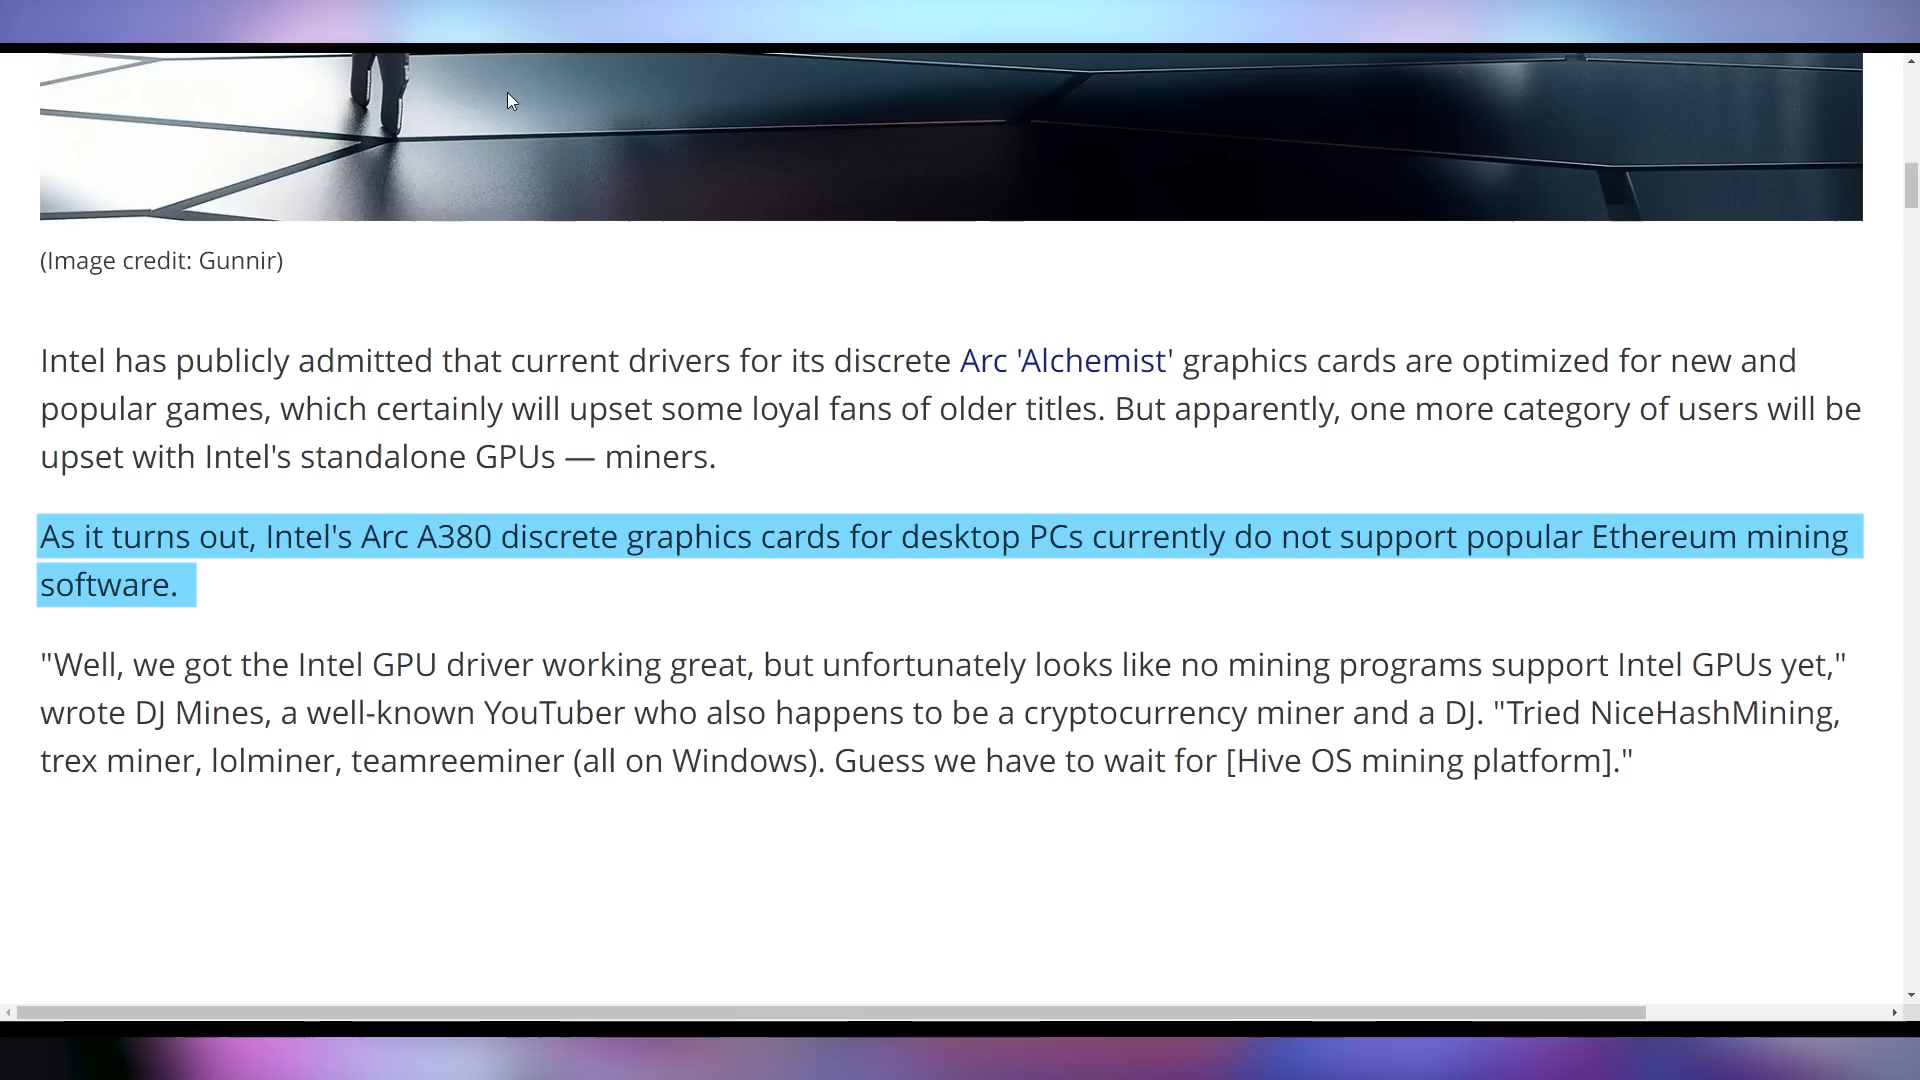 (Image credit: Gunnir)
Intel has publicly admitted that current drivers for its discrete Arc 'Alchemist' graphics cards are optimized for new and
popular games, which certainly will upset some loyal fans of older titles. But apparently, one more category of users will be
upset with Intel's standalone GPUs — miners.
As it turns out, Intel's Arc A380 discrete graphics cards for desktop PCs currently do not support popular Ethereum mining
software.
"Well, we got the Intel GPU driver working great, but unfortunately looks like no mining programs support Intel GPUs yet,"
wrote DJ Mines, a well-known YouTuber who also happens to be a cryptocurrency miner and a DJ. "Tried NiceHashMining,
trex miner, lolminer, teamreeminer (all on Windows). Guess we have to wait for [Hive OS mining platform]."